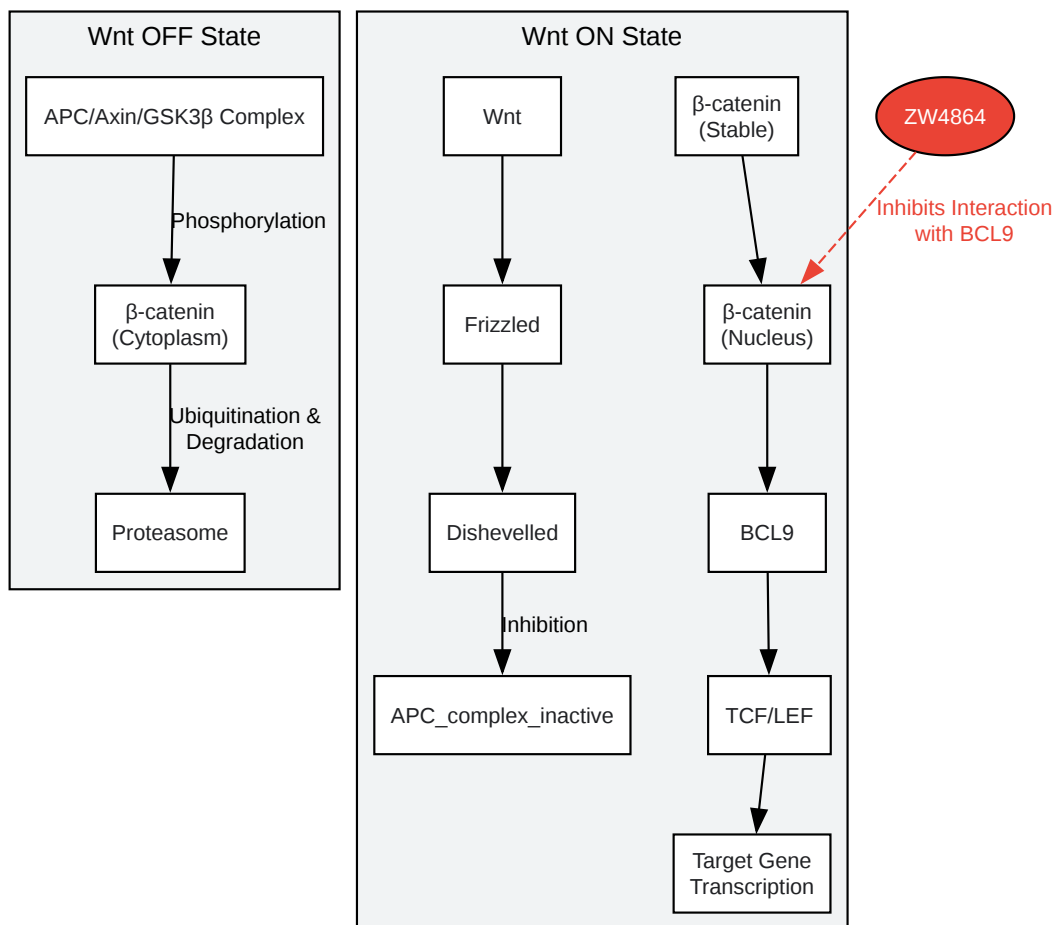 Wnt OFF State
APC/Axin/GSK3β Complex
Phosphorylation
β-catenin
(Cytoplasm)
Ubiquitination &
Degradation
Proteasome
Wnt ON State
Wnt
Frizzled
Dishevelled
Inhibition
APC_complex_inactive
β-catenin
(Stable)
β-catenin
(Nucleus)
BCL9
TCF/LEF
Target Gene
Transcription
ZW4864
Inhibits Interaction
with BCL9